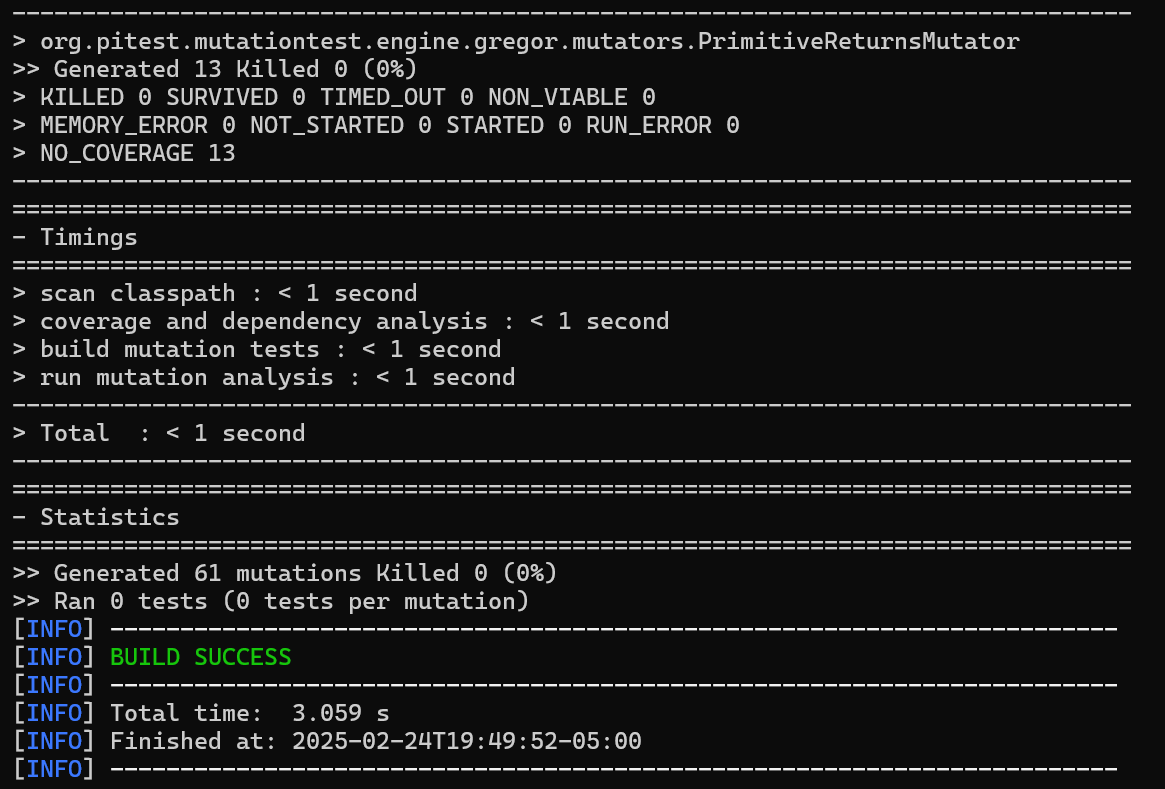 --------------------------------------------------------------------------------
> org.pitest.mutationtest.engine.gregor.mutators.PrimitiveReturnsMutator
>> Generated 13 Killed 0 (0%)
> KILLED 0 SURVIVED 0 TIMED_OUT 0 NON_VIABLE 0
> MEMORY_ERROR 0 NOT_STARTED 0 STARTED 0 RUN_ERROR 0
> NO_COVERAGE 13
--------------------------------------------------------------------------------
================================================================================
- Timings
================================================================================
> scan classpath : < 1 second
> coverage and dependency analysis : < 1 second
> build mutation tests : < 1 second
> run mutation analysis : < 1 second
--------------------------------------------------------------------------------
> Total  : < 1 second
--------------------------------------------------------------------------------
================================================================================
- Statistics
================================================================================
>> Generated 61 mutations Killed 0 (0%)
>> Ran 0 tests (0 tests per mutation)
[INFO] ------------------------------------------------------------------------
[INFO] BUILD SUCCESS
[INFO] ------------------------------------------------------------------------
[INFO] Total time:  3.059 s
[INFO] Finished at: 2025-02-24T19:49:52-05:00
[INFO] ------------------------------------------------------------------------